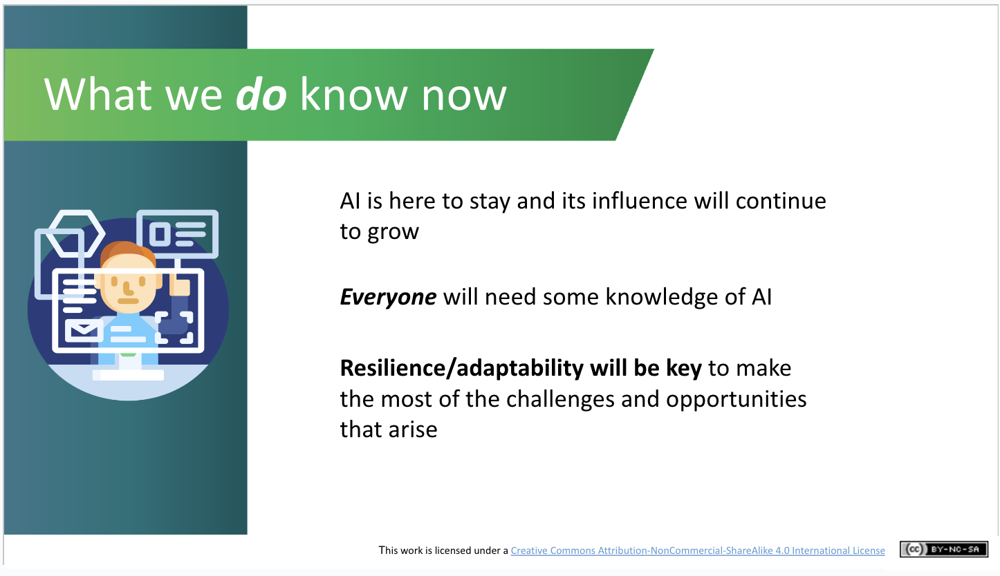 What we do know now
AI is here to stay and its influence will continue
to grow
Everyone will need some knowledge of AI
Resilience/adaptability will be key to make
the most of the challenges and opportunities
that arise
This work is licensed under a Creative Commons Attribution-NonCommercial-ShareAlike 4.0 International License
(cc) BY-NC-SA